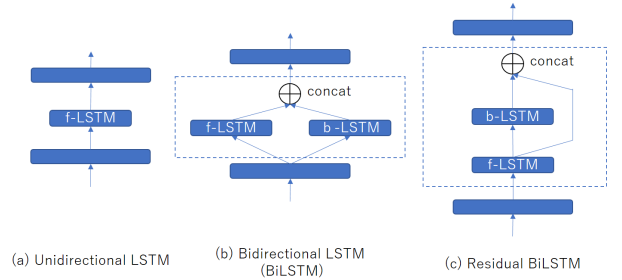 f-LSTM
(a) Unidirectional LSTM
concat
f-LSTM
b -LSTM
(b) Bidirectional LSTM
(BiLSTM)
concat
b-LSTM
f-LSTM
(c) Residual BiLSTM